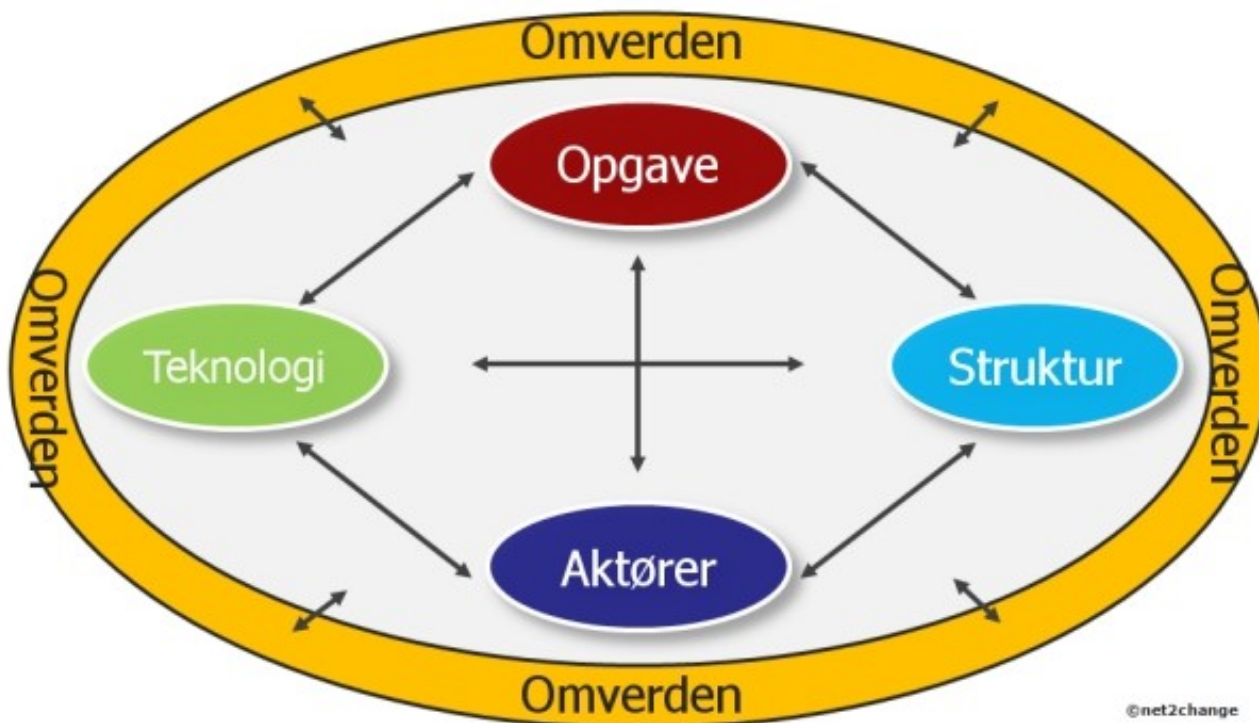 Omverden
Opgave
Omverden
Teknologi
Struktur
Omverden
Aktører
Omverden
©net2change